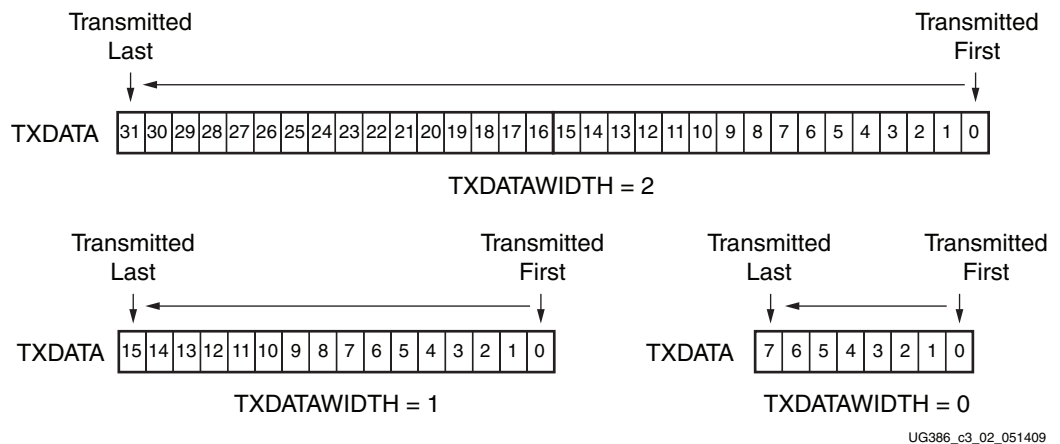 Transmitted Last
Transmitted First
TXDATA 31 30 29 28 27 26 25 24 23 22 21 20 19 18 17 16 15 14 13 12 11 10 9 8 7 6 5 4 3 2 1 0
TXDATAWIDTH = 2
Transmitted Last
Transmitted First
TXDATA 15 14 13 12 11 10 9 8 7 6 5 4 3 2 1 0
TXDATAWIDTH = 1
Transmitted Last
Transmitted First
TXDATA 7 6 5 4 3 2 1 0
TXDATAWIDTH = 0
UG386_c3_02_051409